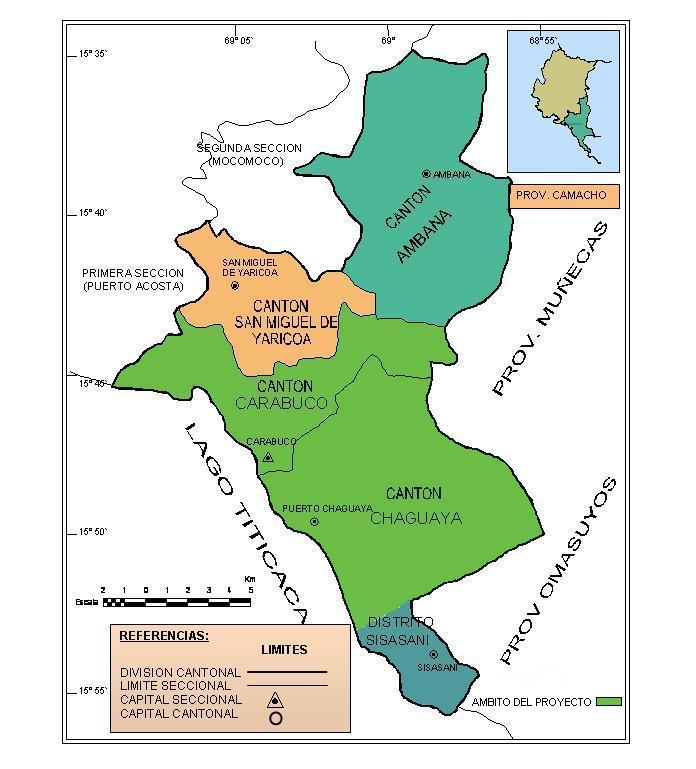 69° 05`
69°
68° 55`
15° 35`
SEGUNDA SECCION
(MOCOMOCO)
AMBANA
CANTON
AMBANA
PROV. CAMACHO
15° 40`
PRIMERA SECCION
(PUERTO ACOSTA)
SAN MIGUEL
DE YARICOA
CANTON
SAN MIGUEL DE
YARICOA
PROV. MUÑECAS
15° 45`
CANTON
CARABUCO
CARABUCO
LAGO TITICACA
CANTON
CHAGUAYA
PUERTO CHAGUAYA
15° 50`
PROV OMASUYOS
Km
Escala
2 1 0 1 2 3 4 5
DISTRITO
SISASANI
SISASANI
REFERENCIAS:
LIMITES
DIVISION CANTONAL
LIMITE SECCIONAL
CAPITAL SECCIONAL
CAPITAL CANTONAL
15° 55`
AMBITO DEL PROYECTO